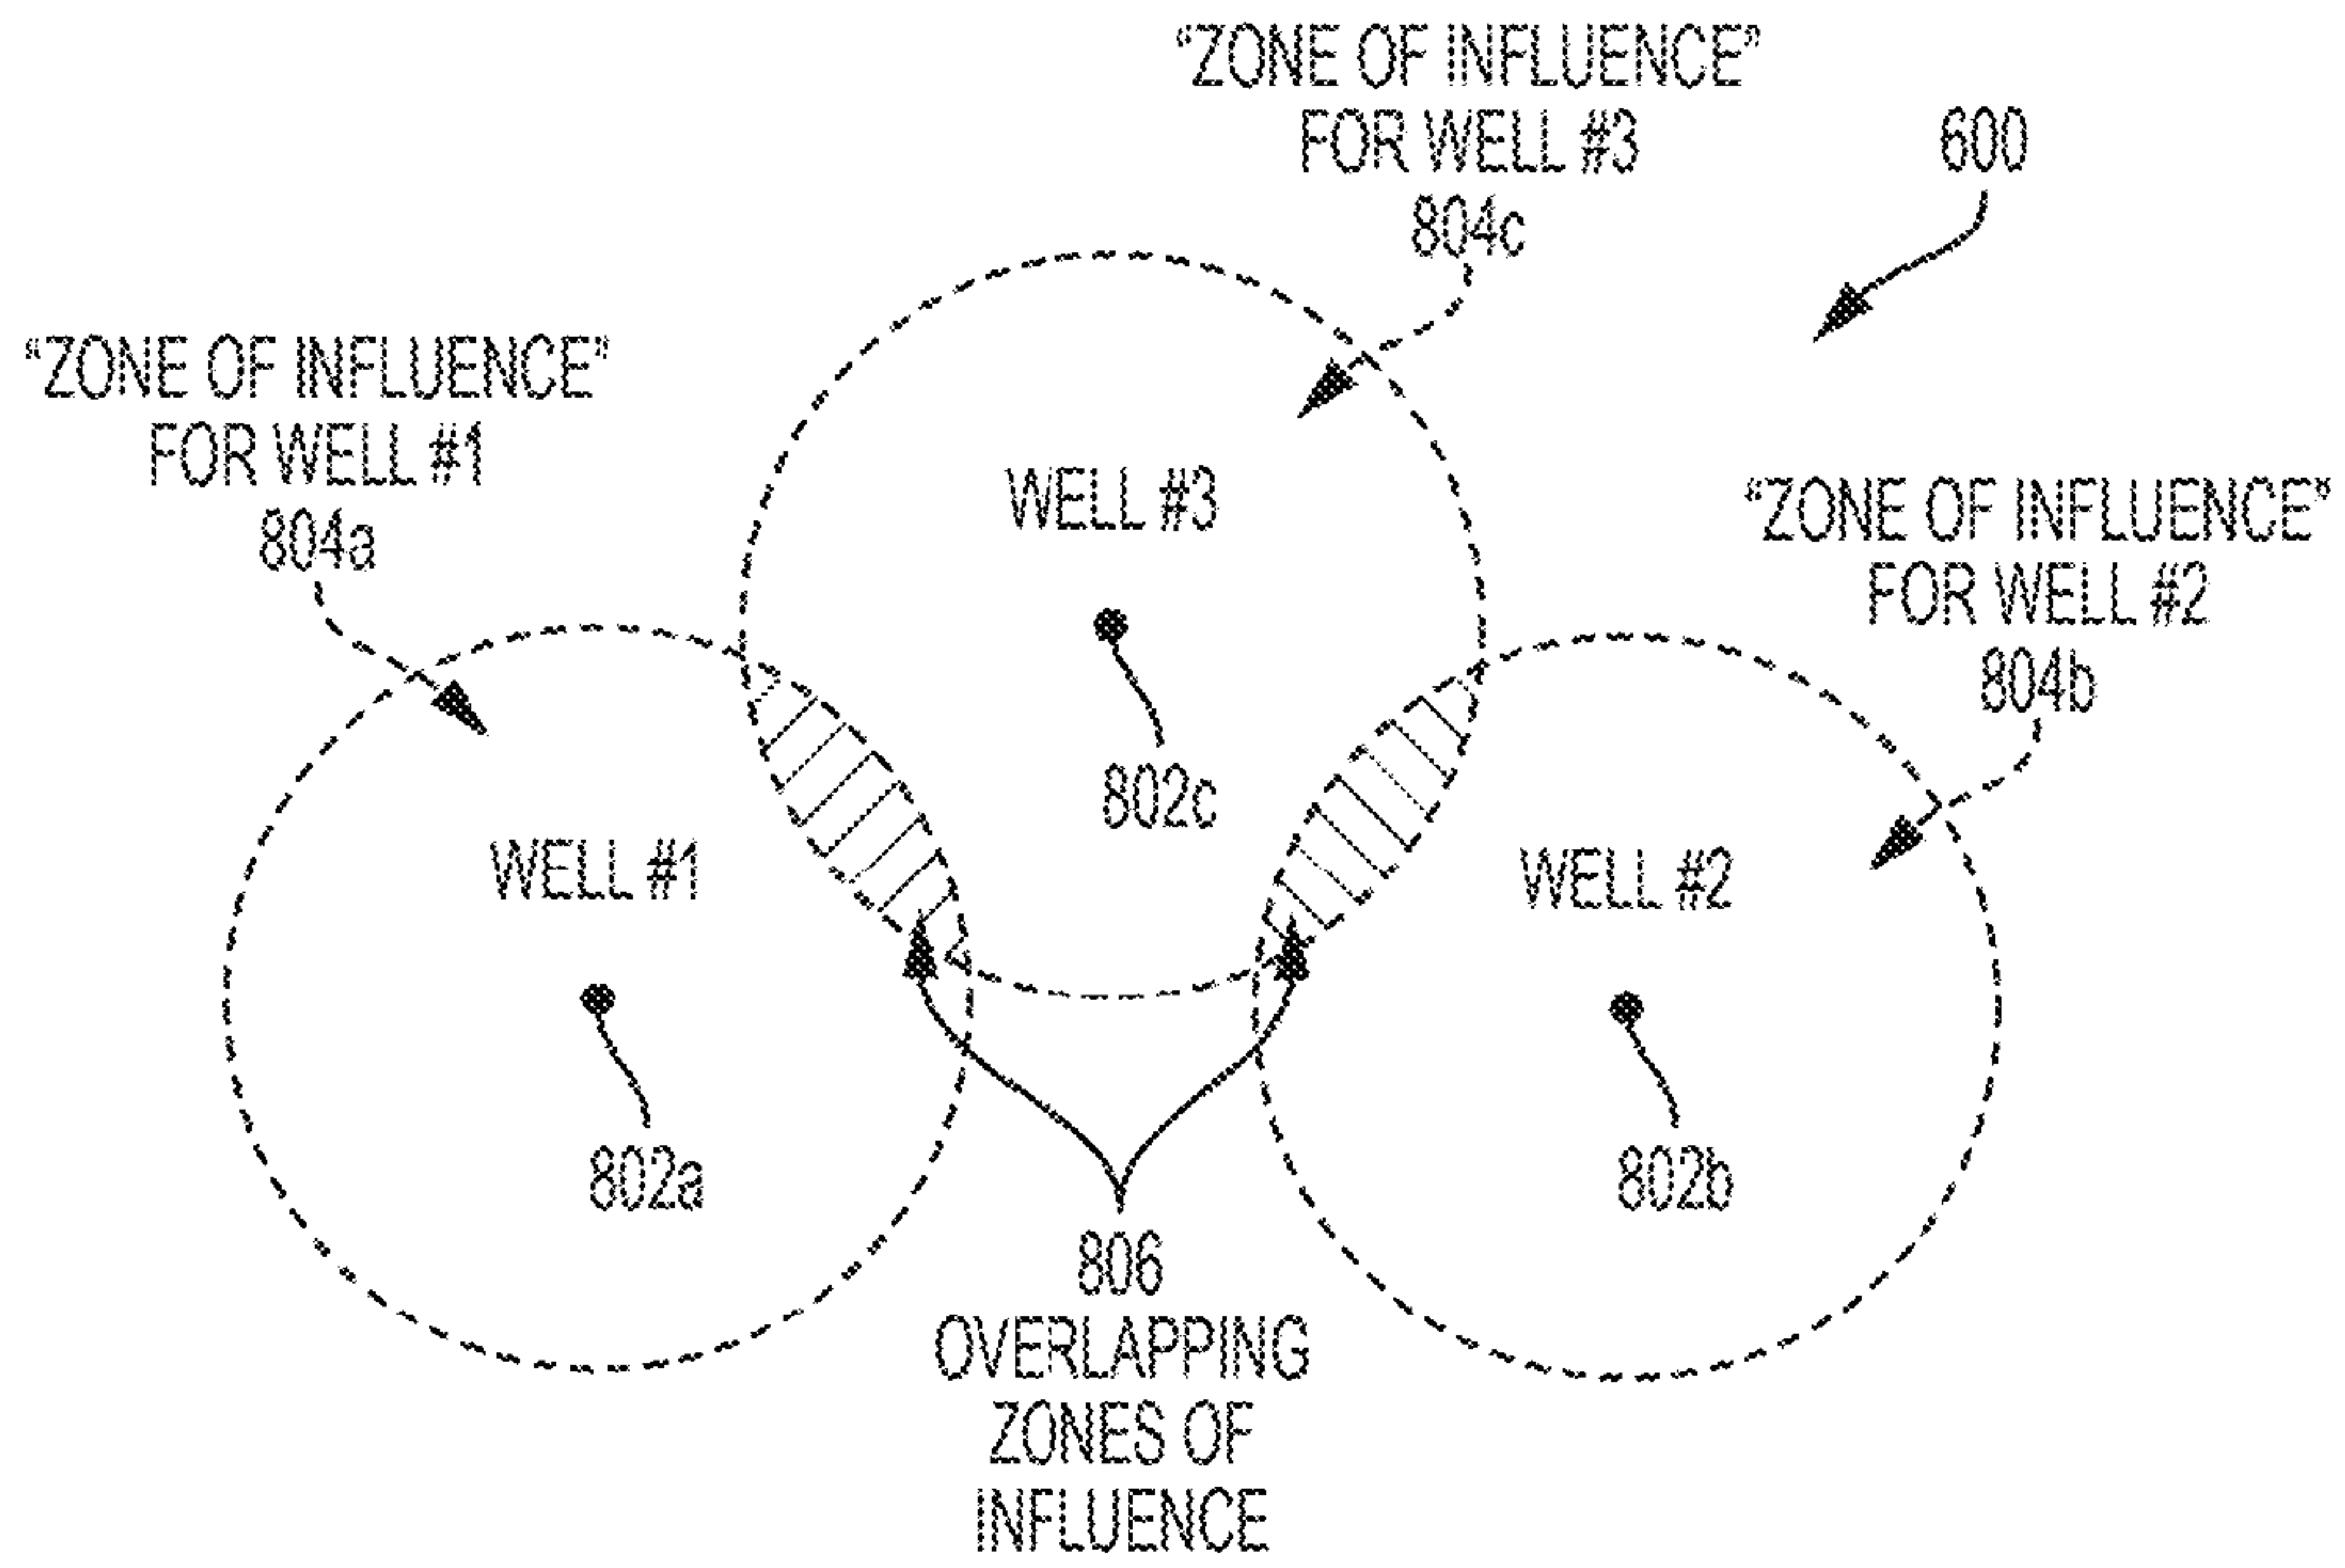 “ZONE OF INFLUENCE”
FOR WELL #3
804c
600
“ZONE OF INFLUENCE”
FOR WELL #1
804a
WELL #3
“ZONE OF INFLUENCE”
FOR WELL #2
804b
802c
WELL #1
WELL #2
802a
802b
806
OVERLAPPING
ZONES OF
INFLUENCE